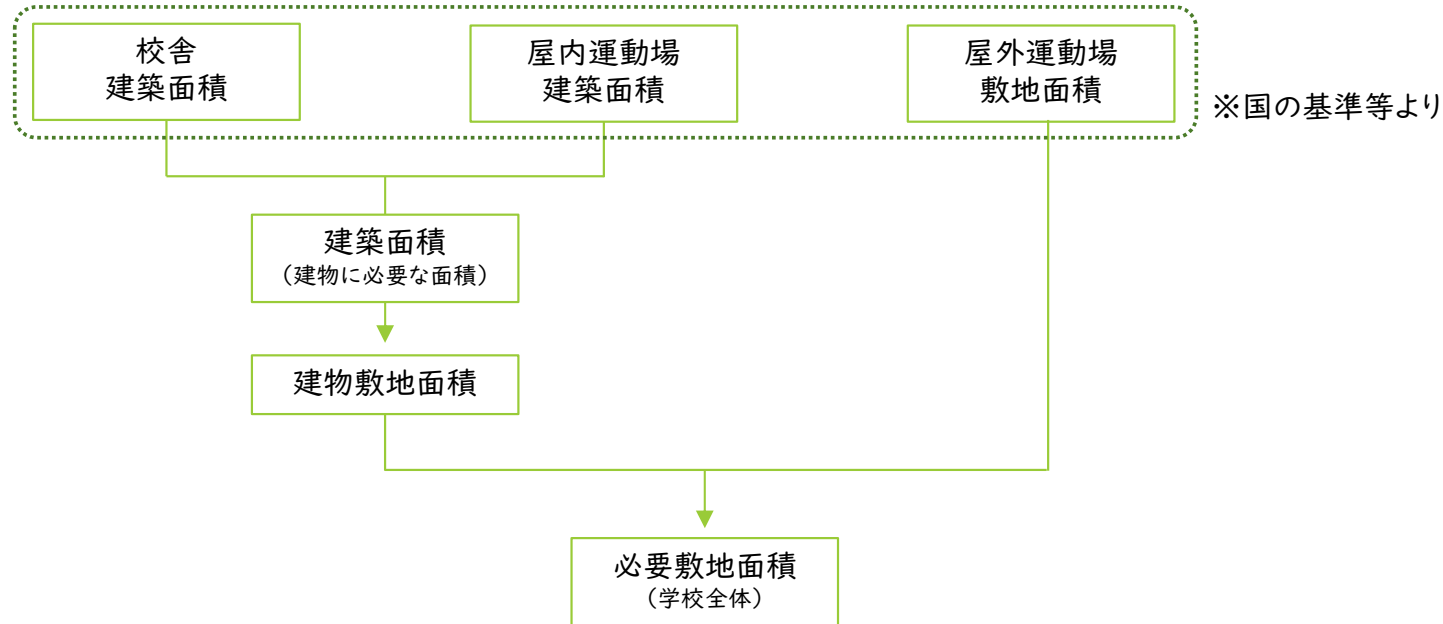 校舎
建築面積
屋内運動場
建築面積
屋外運動場
敷地面積
※国の基準等より
建築面積
（建物に必要な面積）
建物敷地面積
必要敷地面積
（学校全体）